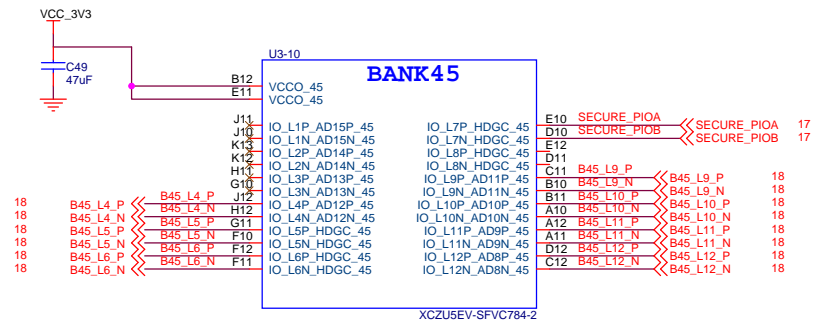 VCC_3V3
C49
47uF
U3-10
BANK45
B12 VCCO_45
E11 VCCO_45
J11 IO_L1P_AD15P_45
J10 IO_L1N_AD15N_45
K13 IO_L2P_AD14P_45
K12 IO_L2N_AD14N_45
H11 IO_L3P_AD13P_45
G10 IO_L3N_AD13N_45
18 B45_L4_P B45_L4_P J12 IO_L4P_AD12P_45
18 B45_L4_N B45_L4_N H12 IO_L4N_AD12N_45
18 B45_L5_P B45_L5_P G11 IO_L5P_HDGC_45
18 B45_L5_N B45_L5_N F10 IO_L5N_HDGC_45
18 B45_L6_P B45_L6_P F12 IO_L6P_HDGC_45
18 B45_L6_N B45_L6_N F11 IO_L6N_HDGC_45
IO_L7P_HDGC_45 E10 SECURE_PIOA SECURE_PIOA 17
IO_L7N_HDGC_45 D10 SECURE_PIOB SECURE_PIOB 17
IO_L8P_HDGC_45 E12
IO_L8N_HDGC_45 D11
IO_L9P_AD11P_45 C11 B45_L9_P B45_L9_P 18
IO_L9N_AD11N_45 B10 B45_L9_N B45_L9_N 18
IO_L10P_AD10P_45 B11 B45_L10_P B45_L10_P 18
IO_L10N_AD10N_45 A10 B45_L10_N B45_L10_N 18
IO_L11P_AD9P_45 A12 B45_L11_P B45_L11_P 18
IO_L11N_AD9N_45 A11 B45_L11_N B45_L11_N 18
IO_L12P_AD8P_45 D12 B45_L12_P B45_L12_P 18
IO_L12N_AD8N_45 C12 B45_L12_N B45_L12_N 18
XCZU5EV-SFVC784-2